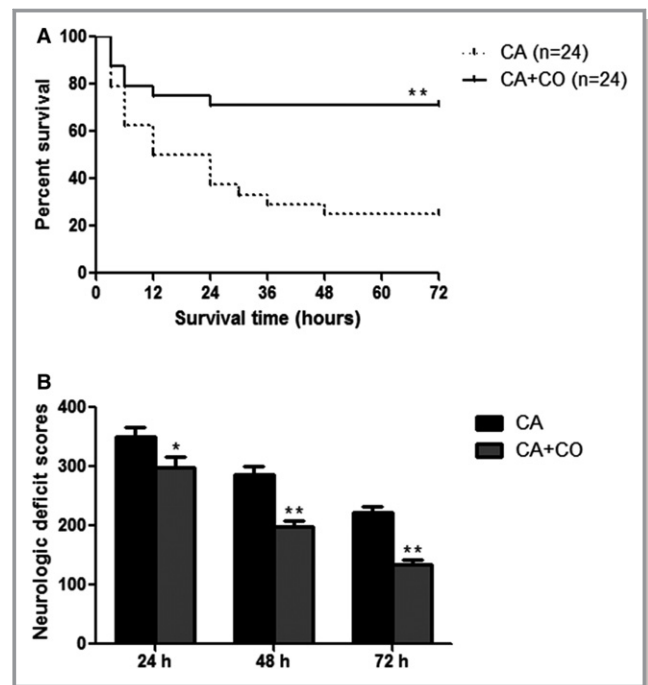 A
100
80
60
40
20
0
Percent survival
0 12 24 36 48 60 72
Survival time (hours)
**
CA (n=24)
CA+CO (n=24)
B
400
300
200
100
0
Neurologic deficit scores
*
**
**
24 h 48 h 72 h
CA
CA+CO